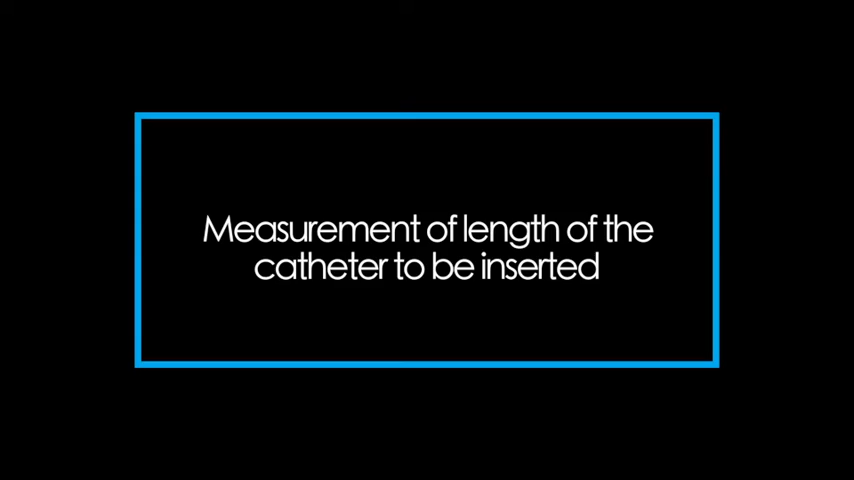 Measurement of length of the
catheter to be inserted